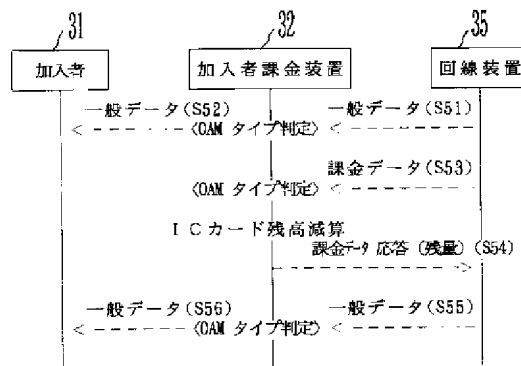 31
32
35
加入者
加入者課金装置
回線装置
一般データ(S52)
一般データ(S51)
〈OAM タイプ判定〉
課金データ(S53)
〈OAM タイプ判定〉
ICカード残高減算
課金データ 応答(残量)(S54)
一般データ(S56)
一般データ(S55)
〈OAM タイプ判定〉